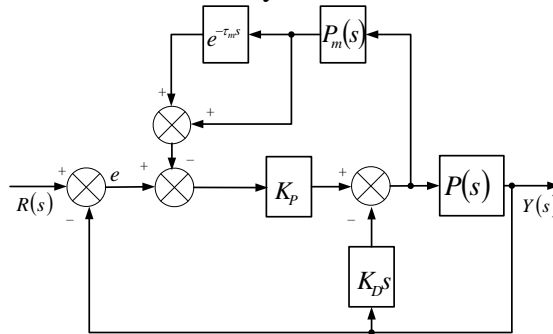 e^{-τ_m s}
P_m(s)
+
+
−
+
e
+
+
R(s)
−
K_P
−
P(s)
Y(s)
K_D s